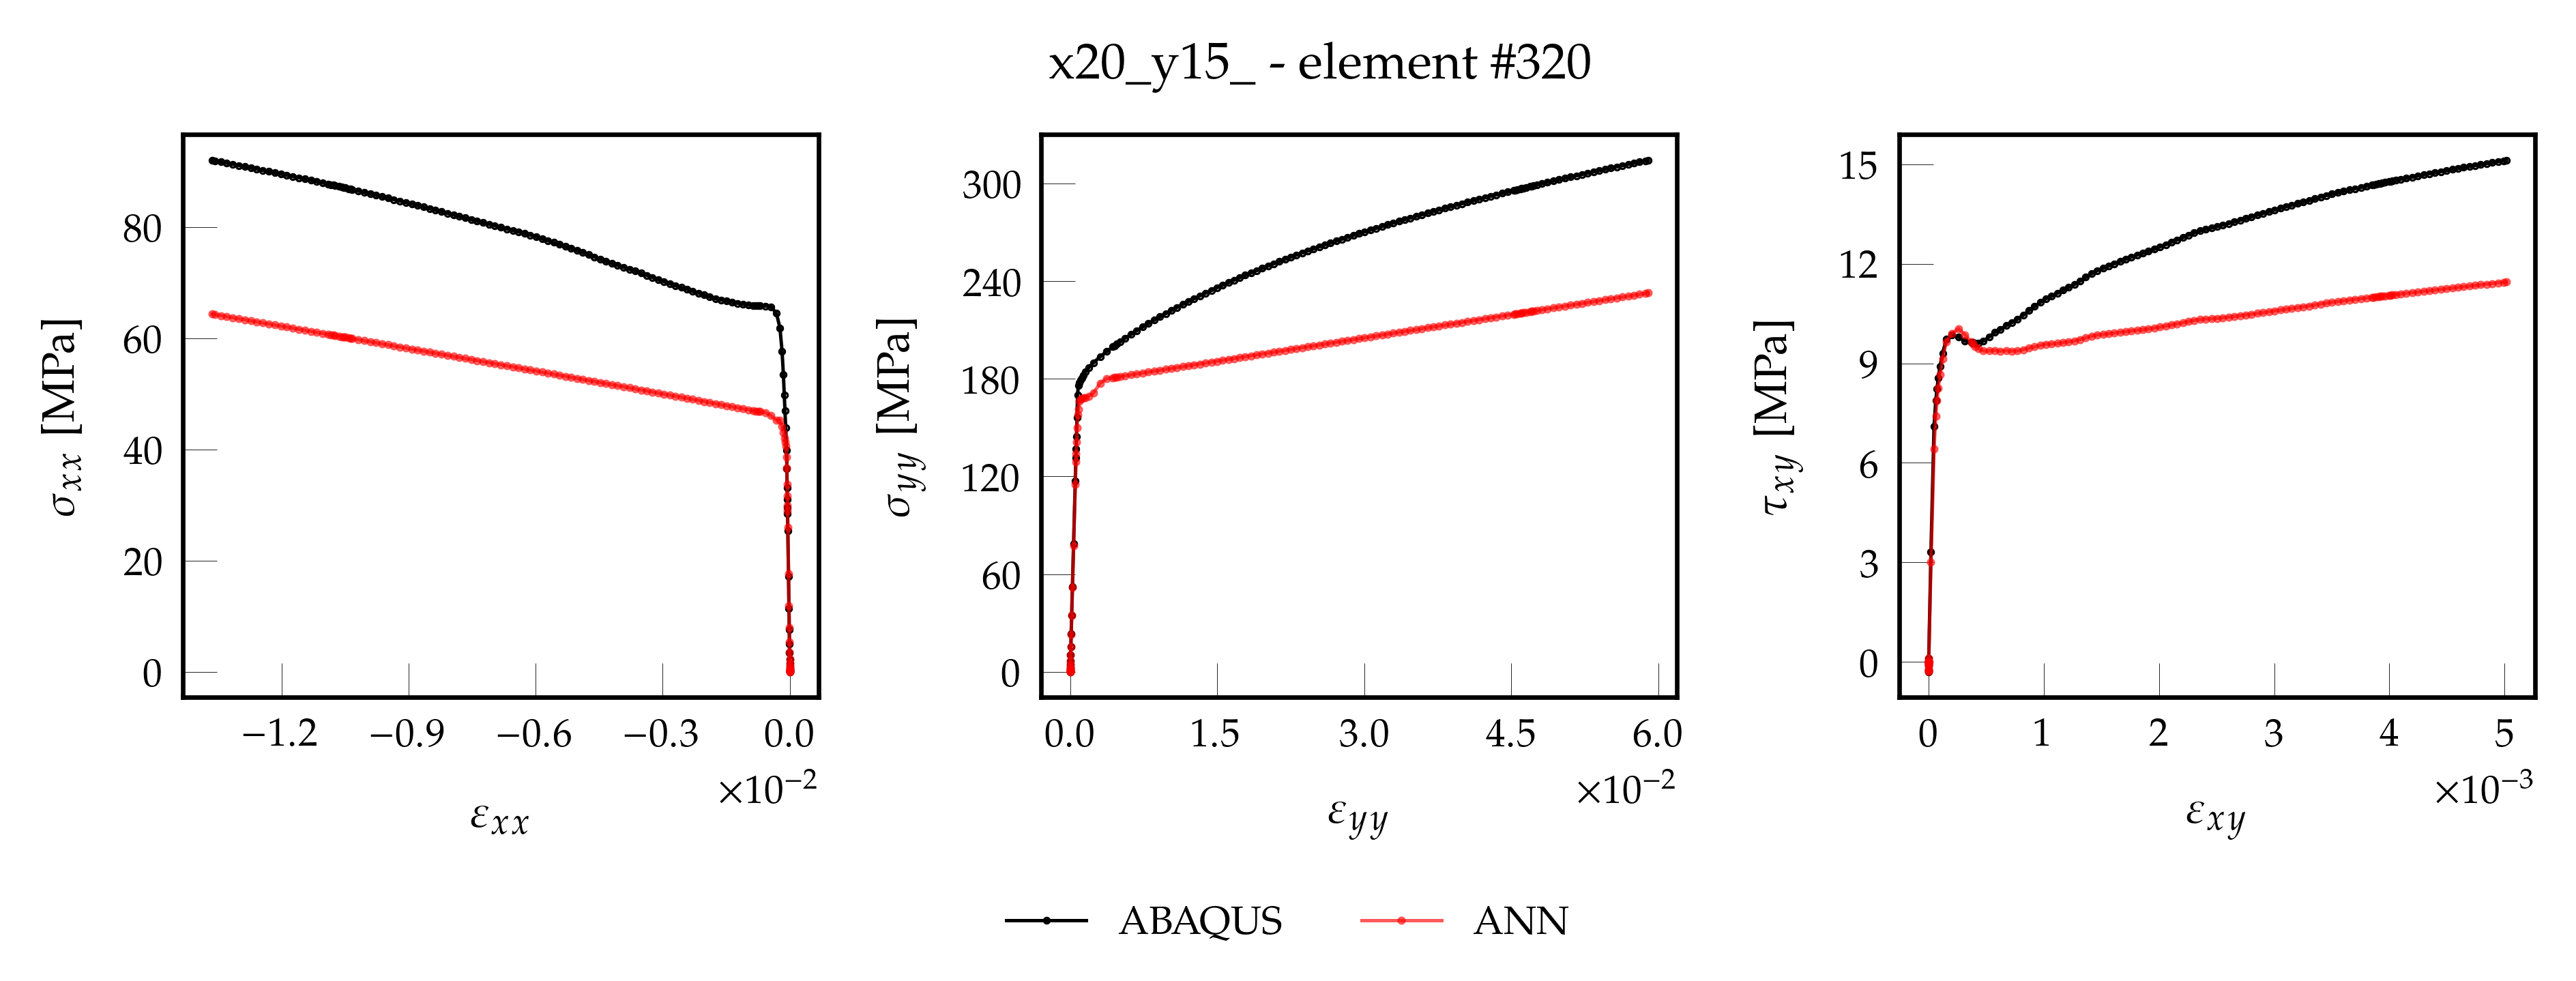 x20_y15_ - element #320
σxx [MPa]
80
60
40
20
0
−1.2 −0.9 −0.6 −0.3 0.0
×10−2
εxx
σyy [MPa]
300
240
180
120
60
0
0.0 1.5 3.0 4.5 6.0
×10−2
εyy
τxy [MPa]
15
12
9
6
3
0
0 1 2 3 4 5
×10−3
εxy
ABAQUS ANN